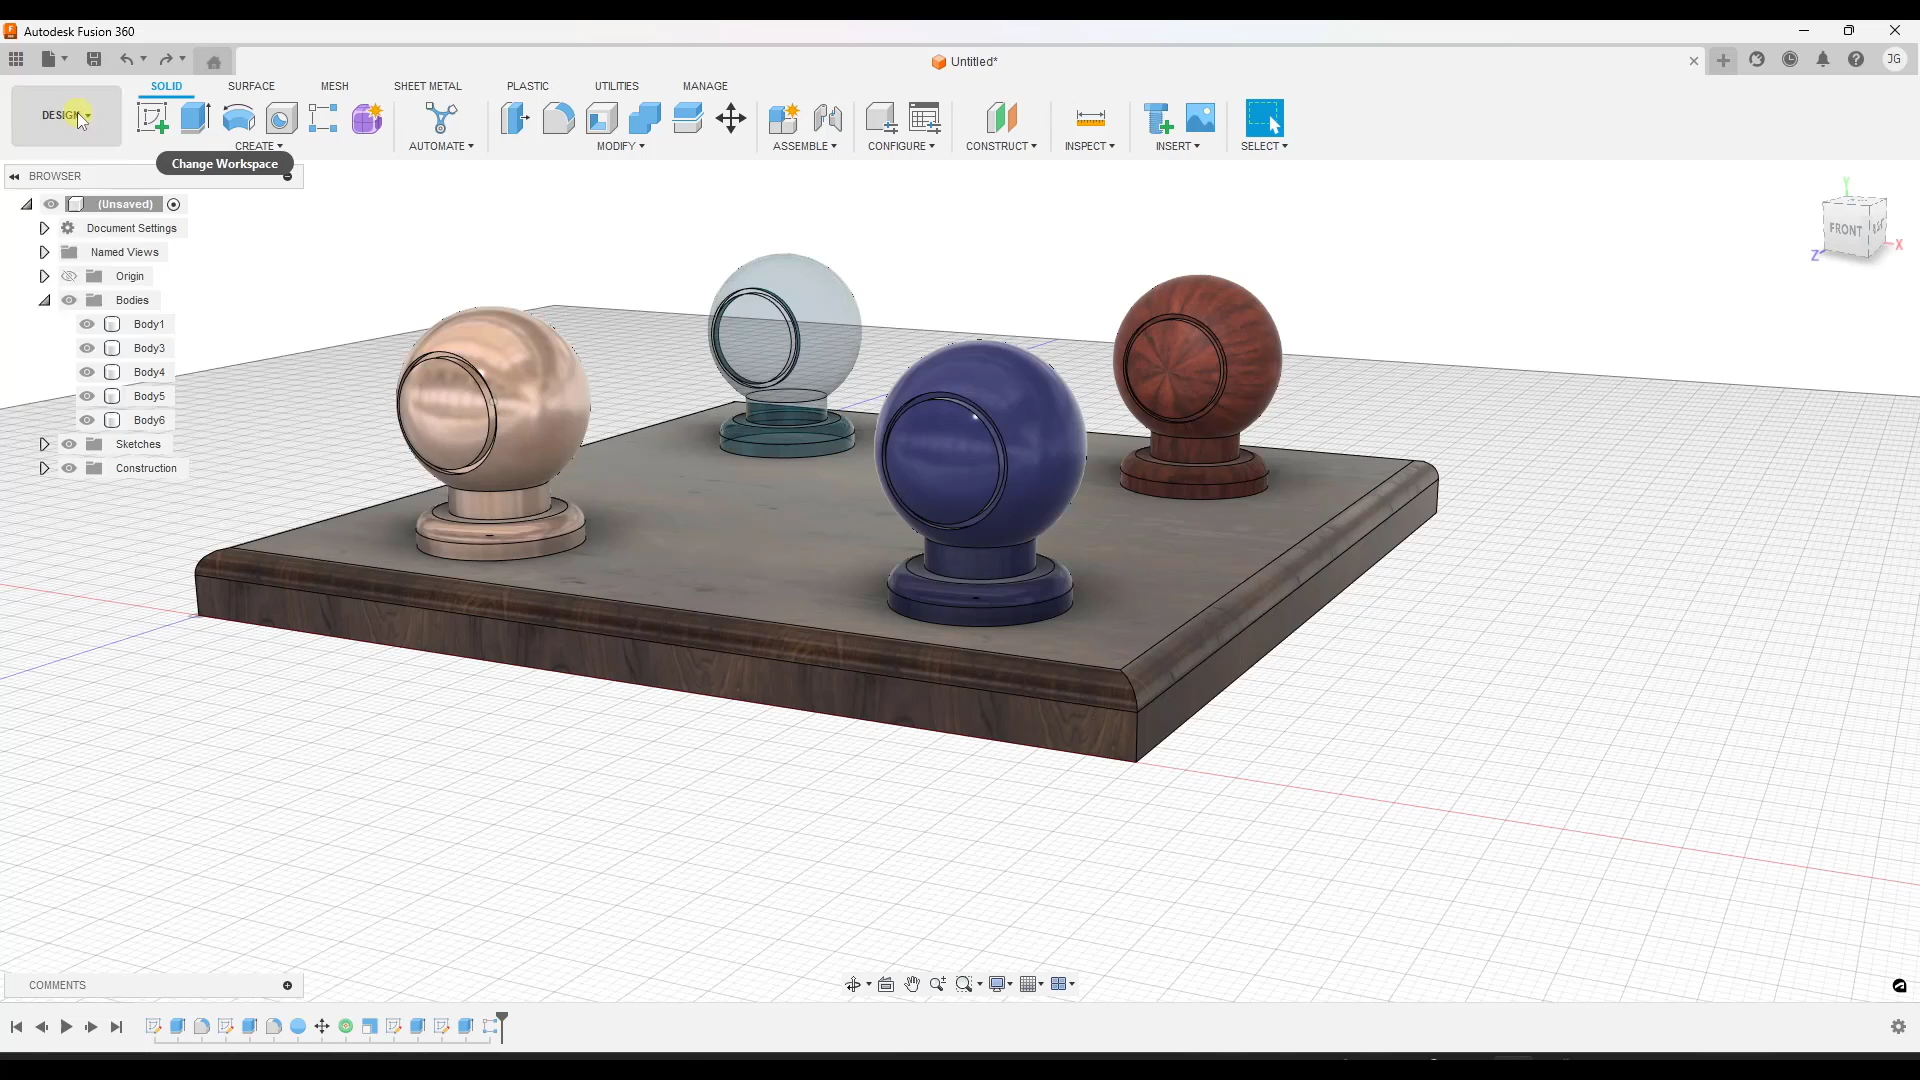 Autodesk Fusion 360
Untitled*
JG
SOLID SURFACE MESH SHEET METAL PLASTIC UTILITIES MANAGE
DESIGN
CREATE AUTOMATE MODIFY ASSEMBLE CONFIGURE CONSTRUCT INSPECT INSERT SELECT
Change Workspace
BROWSER
(Unsaved)
Document Settings
Named Views
Origin
Bodies
Body1
Body3
Body4
Body5
Body6
Sketches
Construction
Y
FRONT
X
Z
COMMENTS